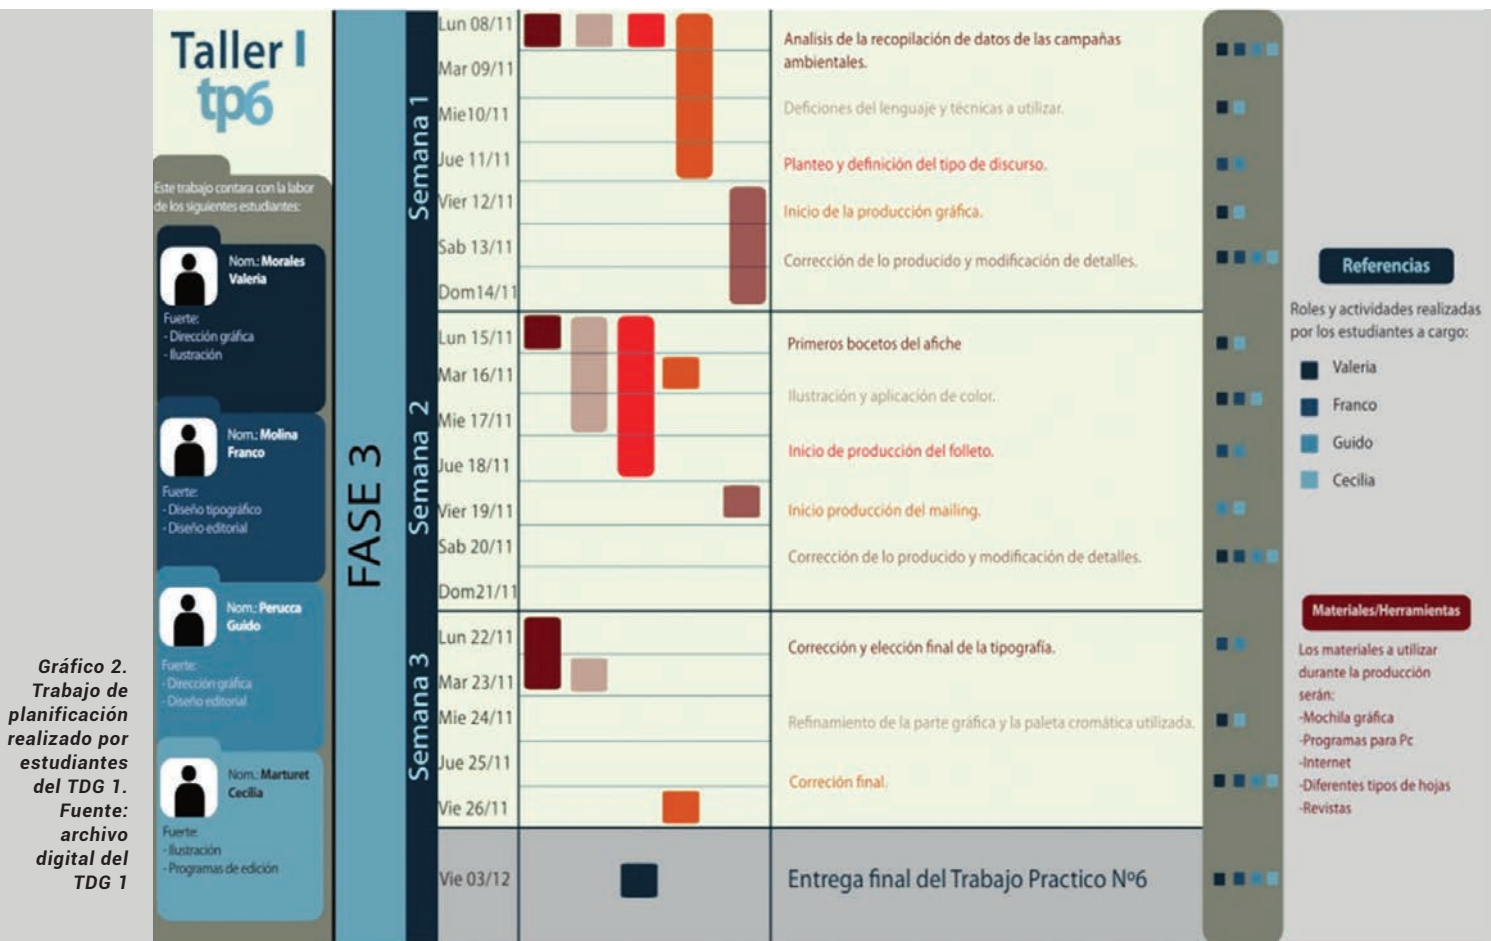 Taller I
tp6
Este trabajo contara con la labor
de los siguientes estudiantes:
Nom.: Morales
Valeria
Fuerte:
- Dirección gráfica
- Ilustración
Nom.: Molina
Franco
Fuerte:
- Diseño tipográfico
- Diseño editorial
Nom.: Perucca
Guido
Fuerte:
- Dirección gráfica
- Diseño editorial
Nom.: Marturet
Cecilia
Fuerte:
- Ilustración
- Programas de edición
Gráfico 2.
Trabajo de
planificación
realizado por
estudiantes
del TDG 1.
Fuente:
archivo
digital del
TDG 1
FASE 3
Semana 1
Lun 08/11
Mar 09/11
Mie10/11
Jue 11/11
Vier 12/11
Sab 13/11
Dom14/11
Analisis de la recopilación de datos de las campañas
ambientales.
Deficiones del lenguaje y técnicas a utilizar.
Planteo y definición del tipo de discurso.
Inicio de la producción gráfica.
Corrección de lo producido y modificación de detalles.
Semana 2
Lun 15/11
Mar 16/11
Mie 17/11
Jue 18/11
Vier 19/11
Sab 20/11
Dom21/11
Primeros bocetos del afiche
Ilustración y aplicación de color.
Inicio de producción del folleto.
Inicio producción del mailing.
Corrección de lo producido y modificación de detalles.
Semana 3
Lun 22/11
Mar 23/11
Mie 24/11
Jue 25/11
Vie 26/11
Corrección y elección final de la tipografía.
Refinamiento de la parte gráfica y la paleta cromática utilizada.
Correción final.
Vie 03/12
Entrega final del Trabajo Practico Nº6
Referencias
Roles y actividades realizadas
por los estudiantes a cargo:
Valeria
Franco
Guido
Cecilia
Materiales/Herramientas
Los materiales a utilizar
durante la producción
serán:
-Mochila gráfica
-Programas para Pc
-Internet
-Diferentes tipos de hojas
-Revistas